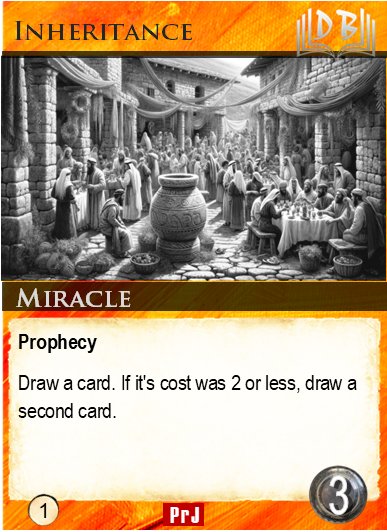 Inheritance
DB
Miracle
Prophecy
Draw a card. If it's cost was 2 or less, draw a
second card.
1
PrJ
3